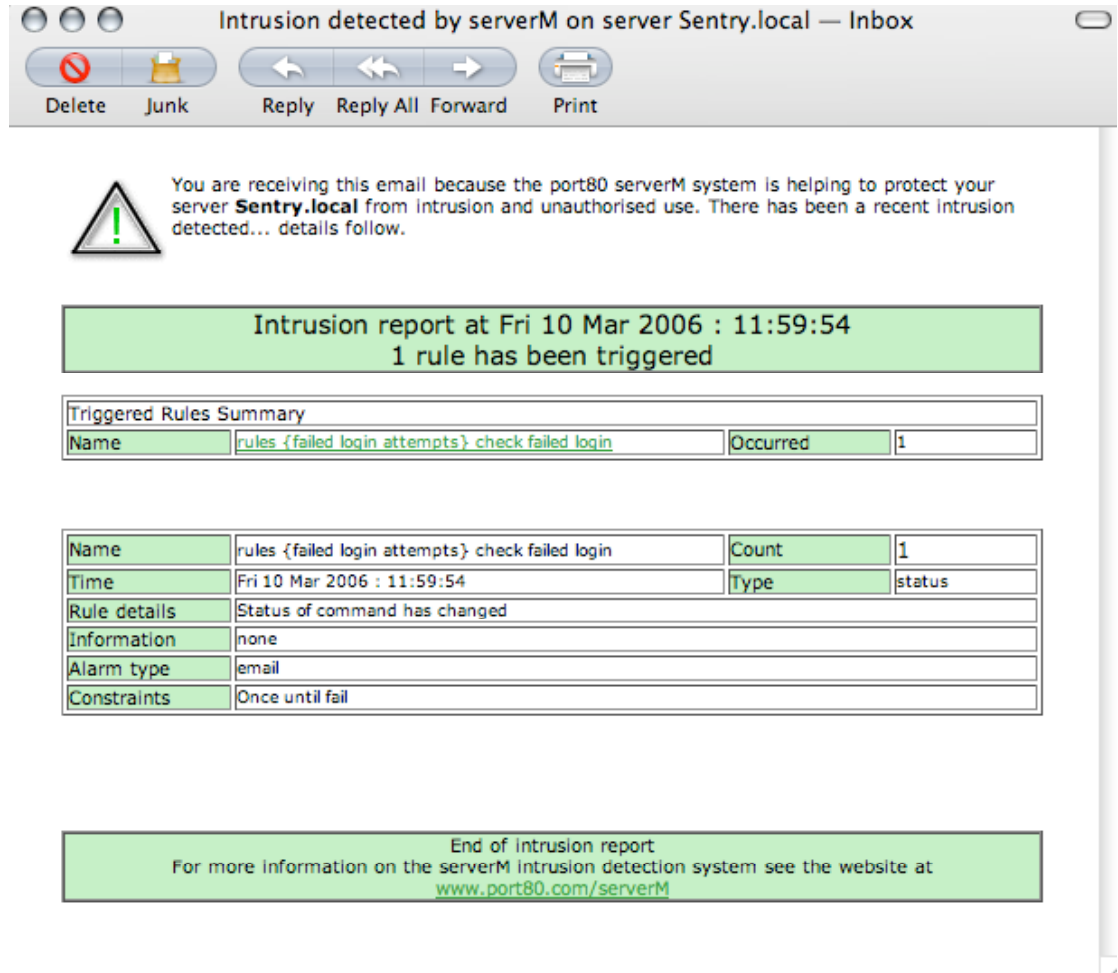 Intrusion detected by serverM on server Sentry.local — Inbox
Delete Junk Reply Reply All Forward Print
You are receiving this email because the port80 serverM system is helping to protect your
server Sentry.local from intrusion and unauthorised use. There has been a recent intrusion
detected... details follow.
!
Intrusion report at Fri 10 Mar 2006 : 11:59:54
1 rule has been triggered
Triggered Rules Summary
Name rules {failed login attempts} check failed login Occurred 1
Name rules {failed login attempts} check failed login Count 1
Time Fri 10 Mar 2006 : 11:59:54 Type status
Rule details Status of command has changed
Information none
Alarm type email
Constraints Once until fail
End of intrusion report
For more information on the serverM intrusion detection system see the website at
www.port80.com/serverM